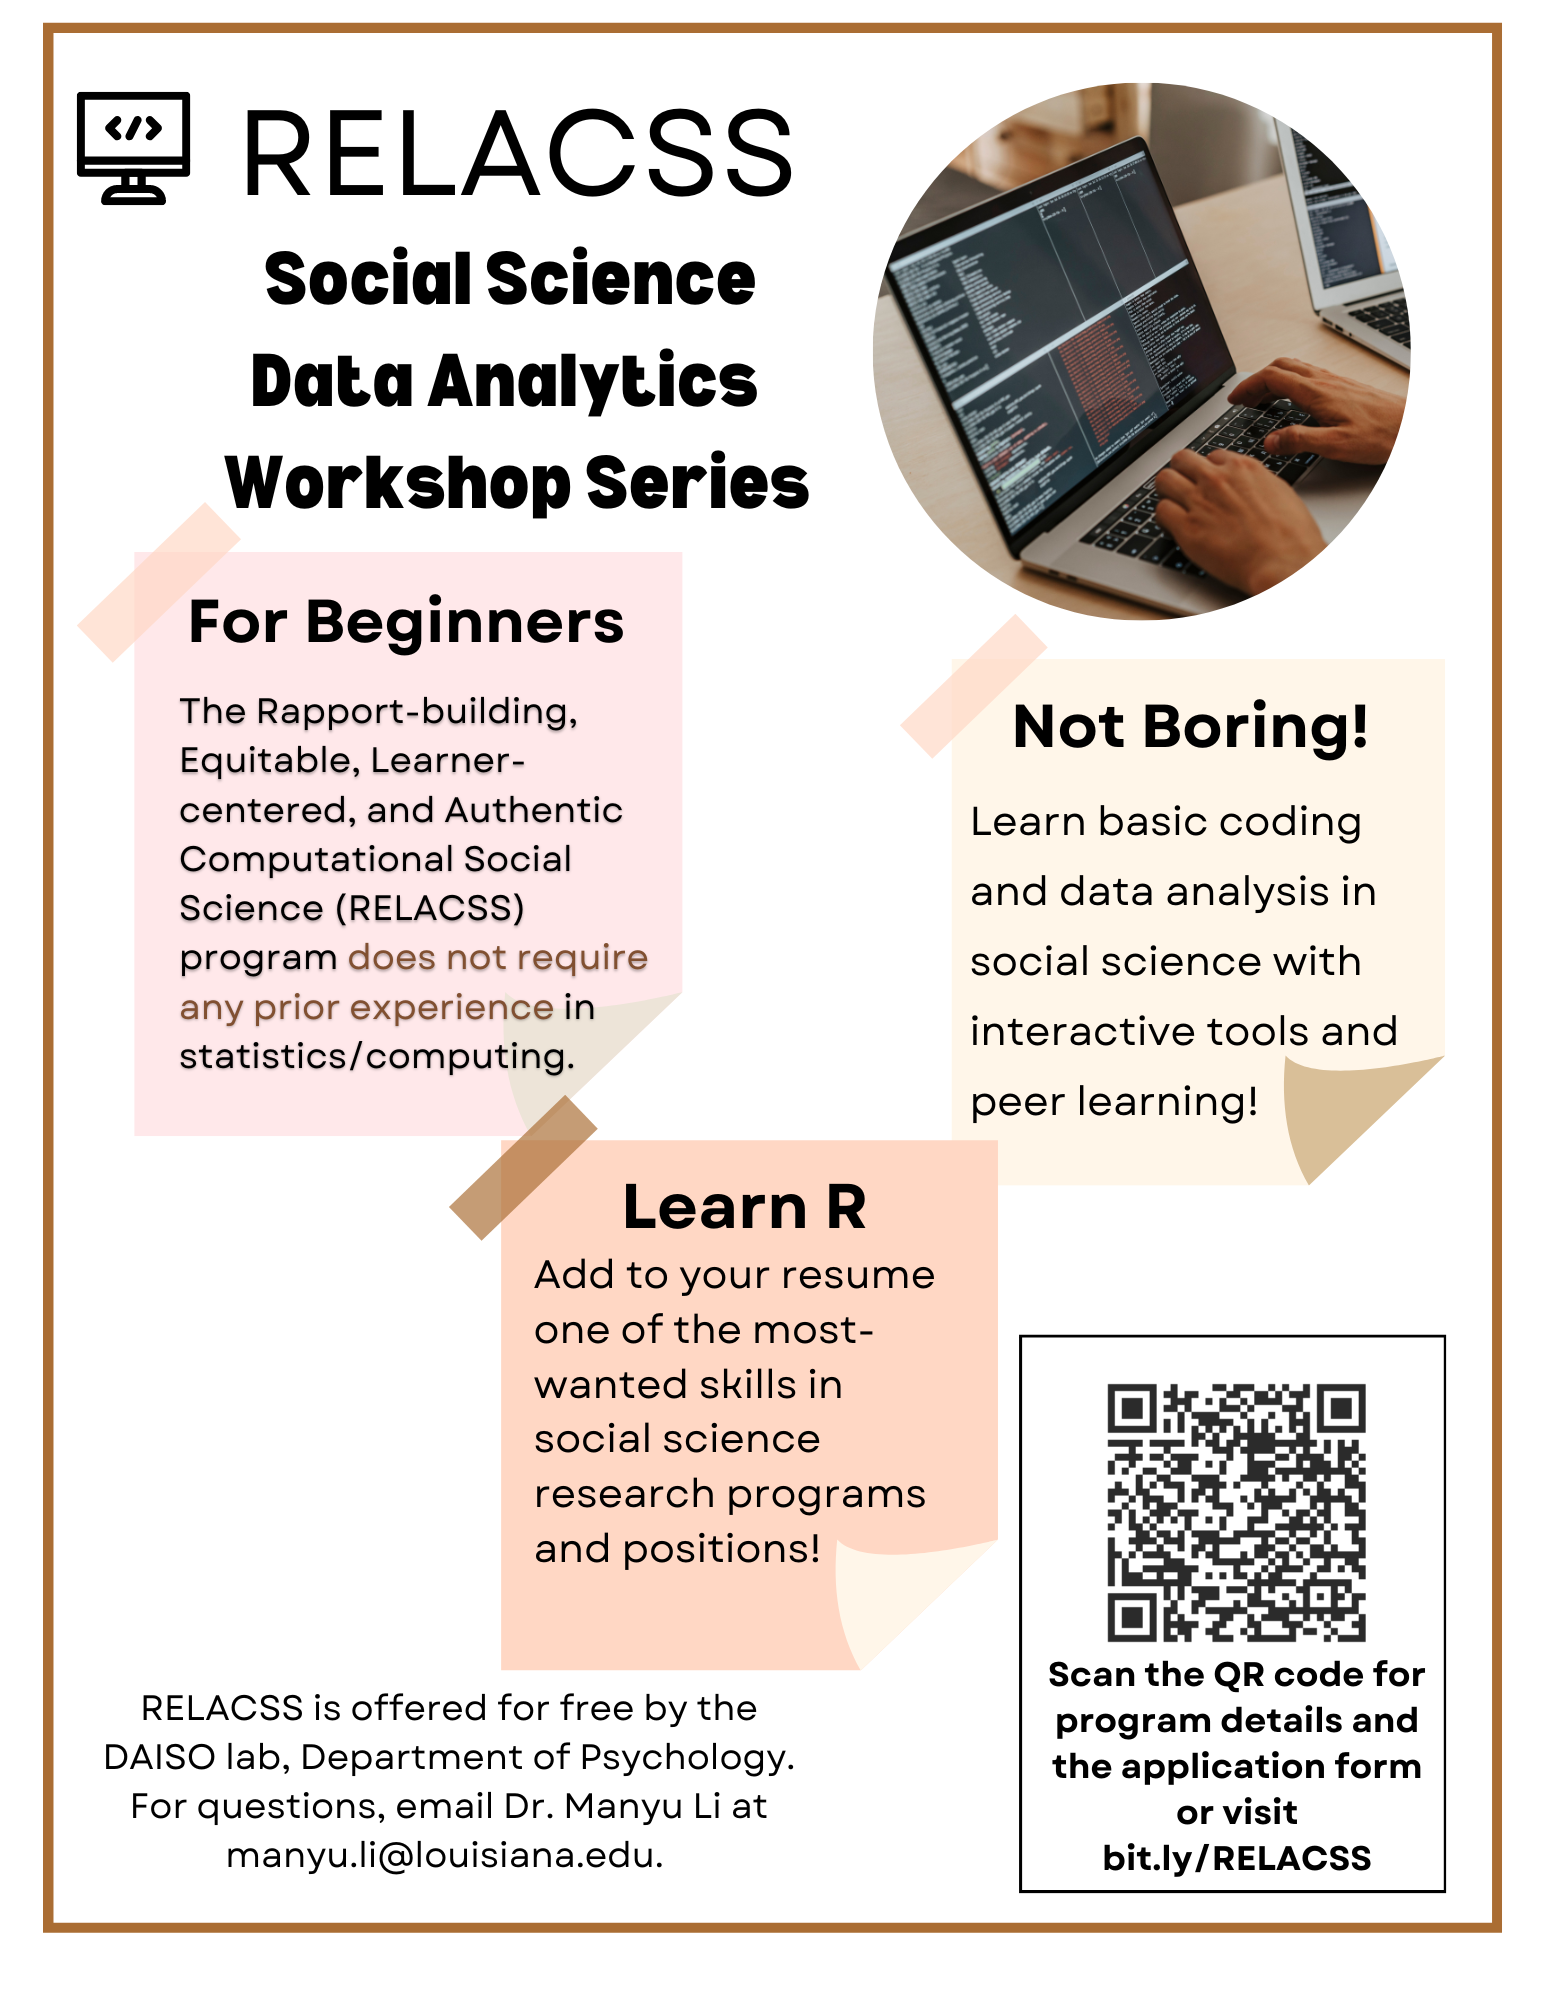 RELACSS
Social Science
Data Analytics
Workshop Series
For Beginners
The Rapport-building,
Equitable, Learner-
centered, and Authentic
Computational Social
Science (RELACSS)
program does not require
any prior experience in
statistics/computing.
Not Boring!
Learn basic coding
and data analysis in
social science with
interactive tools and
peer learning!
Learn R
Add to your resume
one of the most-
wanted skills in
social science
research programs
and positions!
RELACSS is offered for free by the
DAISO lab, Department of Psychology.
For questions, email Dr. Manyu Li at
manyu.li@louisiana.edu.
Scan the QR code for
program details and
the application form
or visit
bit.ly/RELACSS